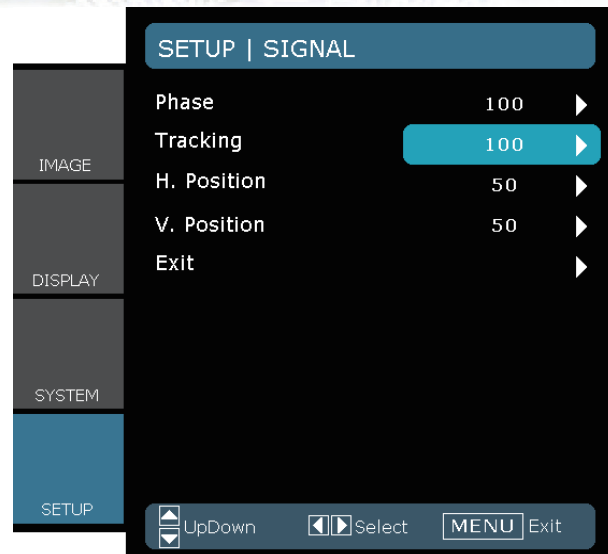 SETUP | SIGNAL
Phase 100
Tracking 100
H. Position 50
V. Position 50
Exit
IMAGE
DISPLAY
SYSTEM
SETUP
UpDown Select MENU Exit